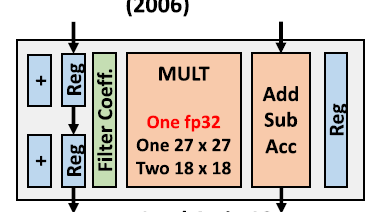 (2006)
+
Reg
+
Reg
Filter Coeff.
MULT
One fp32
One 27 x 27
Two 18 x 18
Add
Sub
Acc
Reg